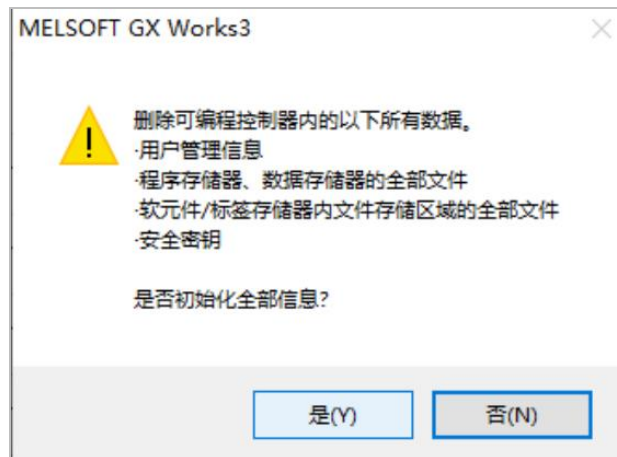 MELSOFT GX Works3
删除可编程控制器内的以下所有数据。
·用户管理信息
·程序存储器、数据存储器的全部文件
·软元件/标签存储器内文件存储区域的全部文件
·安全密钥
是否初始化全部信息?
是(Y)
否(N)